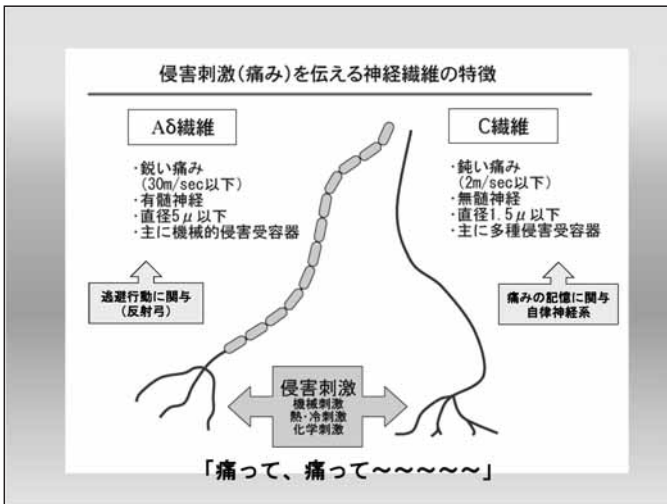 侵害刺激(痛み)を伝える神経繊維の特徴
Aδ繊維
・鋭い痛み
(30m/sec以下)
・有髄神経
・直径5μ以下
・主に機械的侵害受容器
逃避行動に関与
(反射弓)
C繊維
・鈍い痛み
(2m/sec以下)
・無髄神経
・直径1.5μ以下
・主に多種侵害受容器
痛みの記憶に関与
自律神経系
侵害刺激
機械刺激
熱・冷刺激
化学刺激
「痛って、痛って～～～～～」